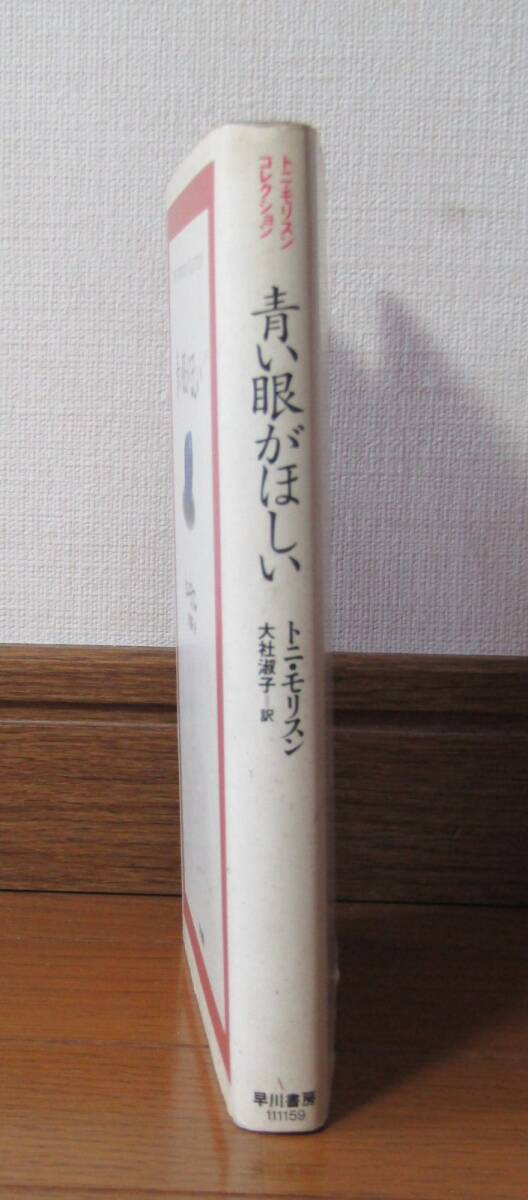 トニ・モリスン
コレクション
青い眼がほしい
トニ・モリスン
大社淑子=訳
早川書房
111159